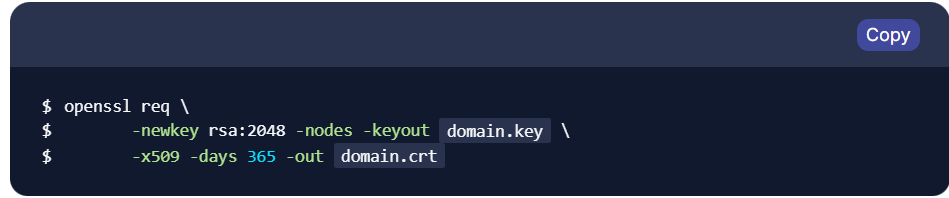 Copy
$ openssl req \
$       -newkey rsa:2048 -nodes -keyout domain.key \
$       -x509 -days 365 -out domain.crt